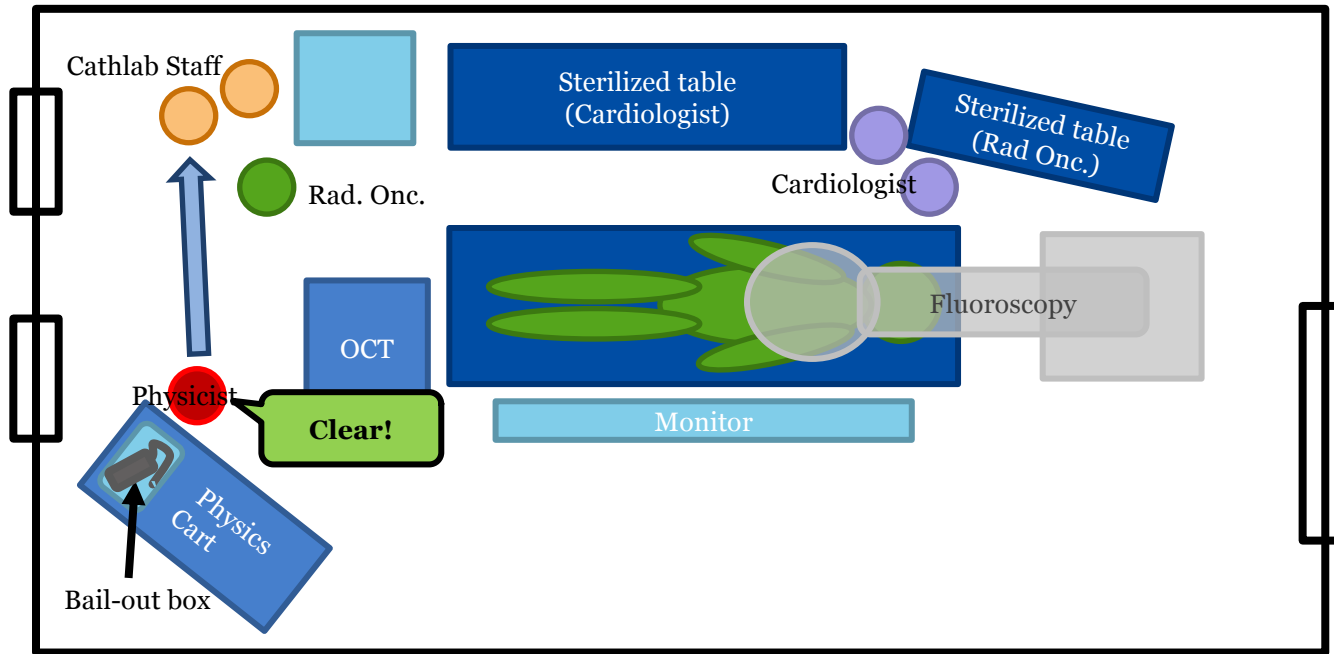 Cathlab Staff
Sterilized table
(Cardiologist)
Sterilized table
(Rad Onc.)
Rad. Onc.
Cardiologist
OCT
Fluoroscopy
Physicist
Clear!
Monitor
Physics
Cart
Bail-out box